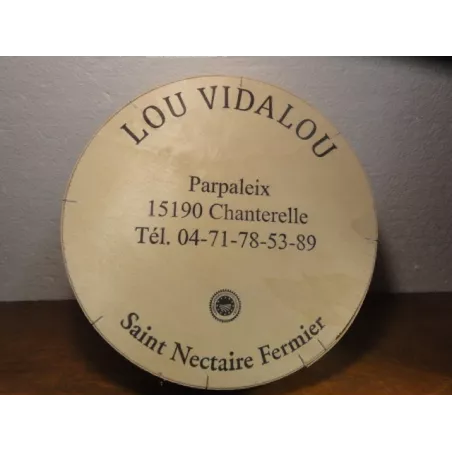 LOU VIDALOU
Parpaleix
15190 Chanterelle
Tél. 04-71-78-53-89
Saint Nectaire Fermier